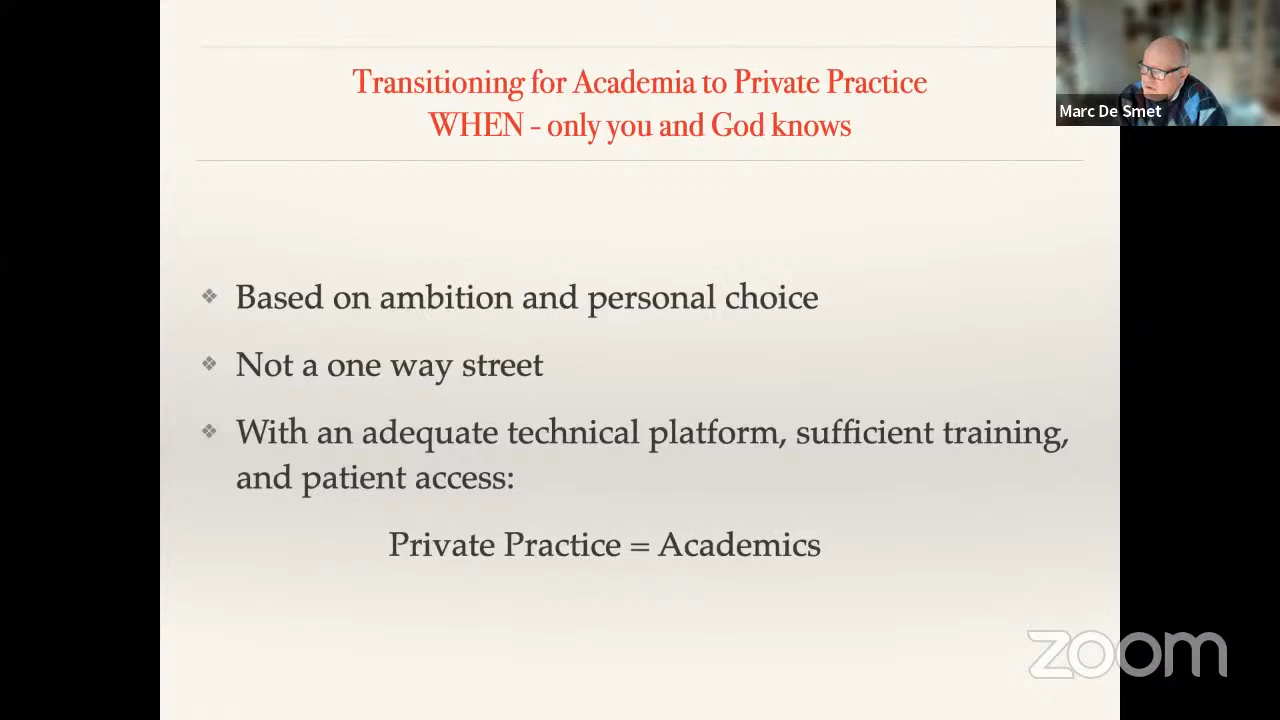 Transitioning for Academia to Private Practice
WHEN - only you and God knows
Marc De Smet
❖ Based on ambition and personal choice
❖ Not a one way street
❖ With an adequate technical platform, sufficient training,
and patient access:
Private Practice = Academics
zoom